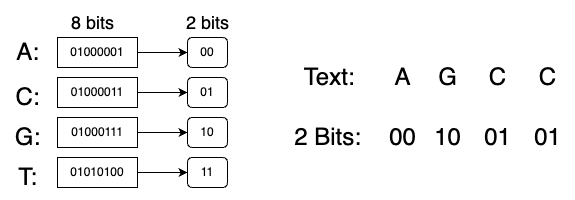 8 bits 2 bits
A: 01000001 00
C: 01000011 01
G: 01000111 10
T: 01010100 11
Text: A G C C
2 Bits: 00 10 01 01